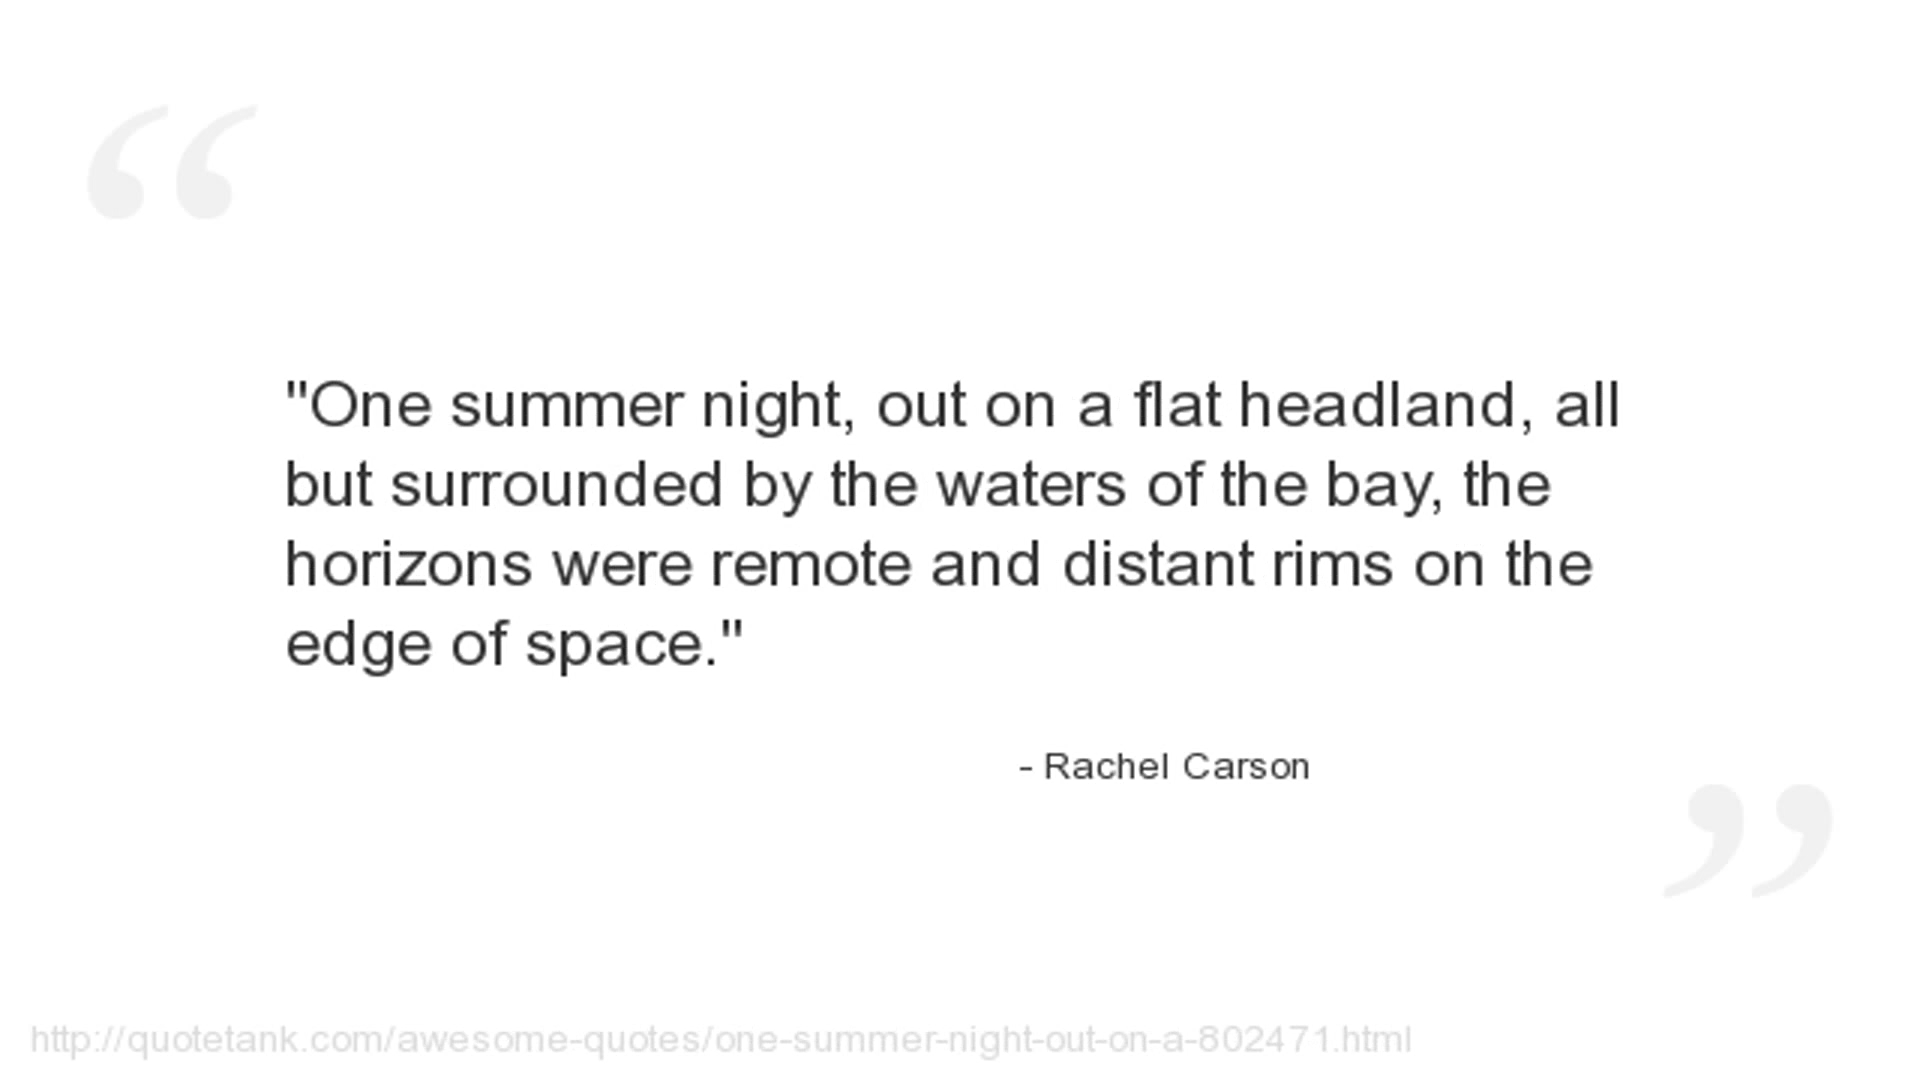 "One summer night, out on a flat headland, all
but surrounded by the waters of the bay, the
horizons were remote and distant rims on the
edge of space."
- Rachel Carson
http://quotetank.com/awesome-quotes/one-summer-night-out-on-a-802471.html